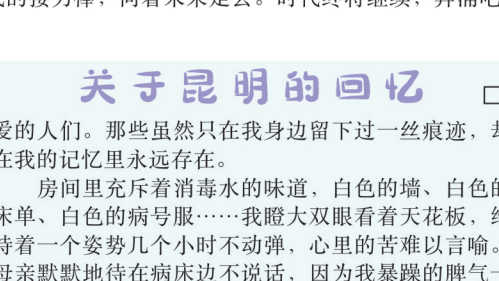 的接力棒，向着未来走去。时代终将继续，奔涌吧
关于昆明的回忆
爱的人们。那些虽然只在我身边留下过一丝痕迹，却
在我的记忆里永远存在。
房间里充斥着消毒水的味道，白色的墙、白色的
床单、白色的病号服……我瞪大双眼看着天花板，维
持着一个姿势几个小时不动弹，心里的苦难以言喻。
母亲默默地待在病床边不说话，因为我暴躁的脾气